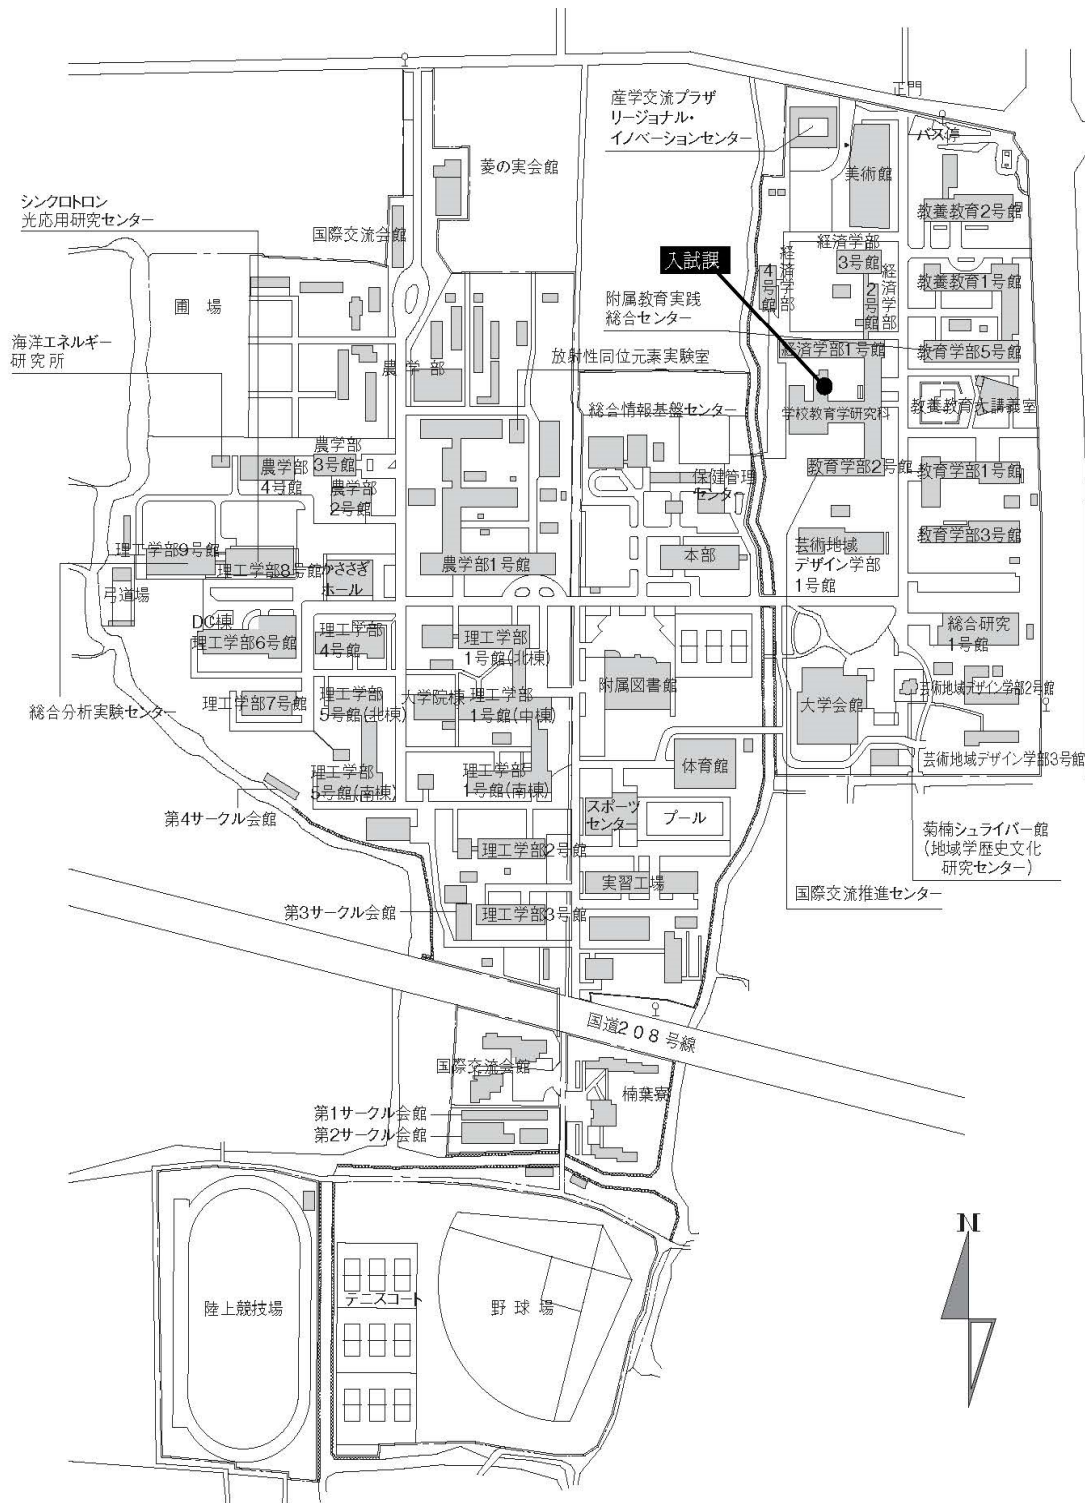 正門
バス停
産学交流プラザ
リージョナル・
イノベーションセンター
美術館
菱の実会館
教養教育2号館
シンクロトロン
光応用研究センター
国際交流会館
経済学部
3号館
経済学部
4号館
経済学部
2号館
入試課
教養教育1号館
圃場
附属教育実践
総合センター
海洋エネルギー
研究所
農学部
放射性同位元素実験室
経済学部1号館
教育学部5号館
総合情報基盤センター
学校教育学研究科
教養教育大講義室
農学部
3号館
農学部
4号館
農学部
2号館
保健管理
センター
教育学部2号館
教育学部1号館
理工学部9号館
理工学部8号館
かささぎ
ホール
農学部1号館
本部
芸術地域
デザイン学部
1号館
教育学部3号館
弓道場
DC棟
理工学部6号館
理工学部
4号館
理工学部
1号館(北棟)
総合研究
1号館
附属図書館
大学会館
芸術地域デザイン学部2号館
総合分析実験センター
理工学部7号館
理工学部
5号館(北棟)
大学院棟
理工学部
1号館(中棟)
体育館
芸術地域デザイン学部3号館
理工学部
5号館(南棟)
理工学部
1号館(南棟)
第4サークル会館
スポーツ
センター
プール
菊楠シュライバー館
(地域学歴史文化
研究センター)
理工学部2号館
実習工場
国際交流推進センター
第3サークル会館
理工学部3号館
国道208号線
国際交流会館
楠葉寮
第1サークル会館
第2サークル会館
N
陸上競技場
テニスコート
野球場